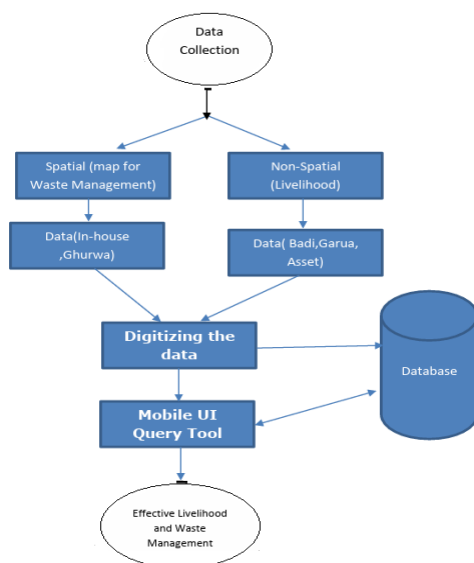 Data
Collection
Spatial (map for
Waste Management)
Non-Spatial
(Livelihood)
Data(In-house
,Ghurwa)
Data( Badi,Garua,
Asset)
Digitizing the
data
Database
Mobile UI
Query Tool
Effective Livelihood
and Waste
Management